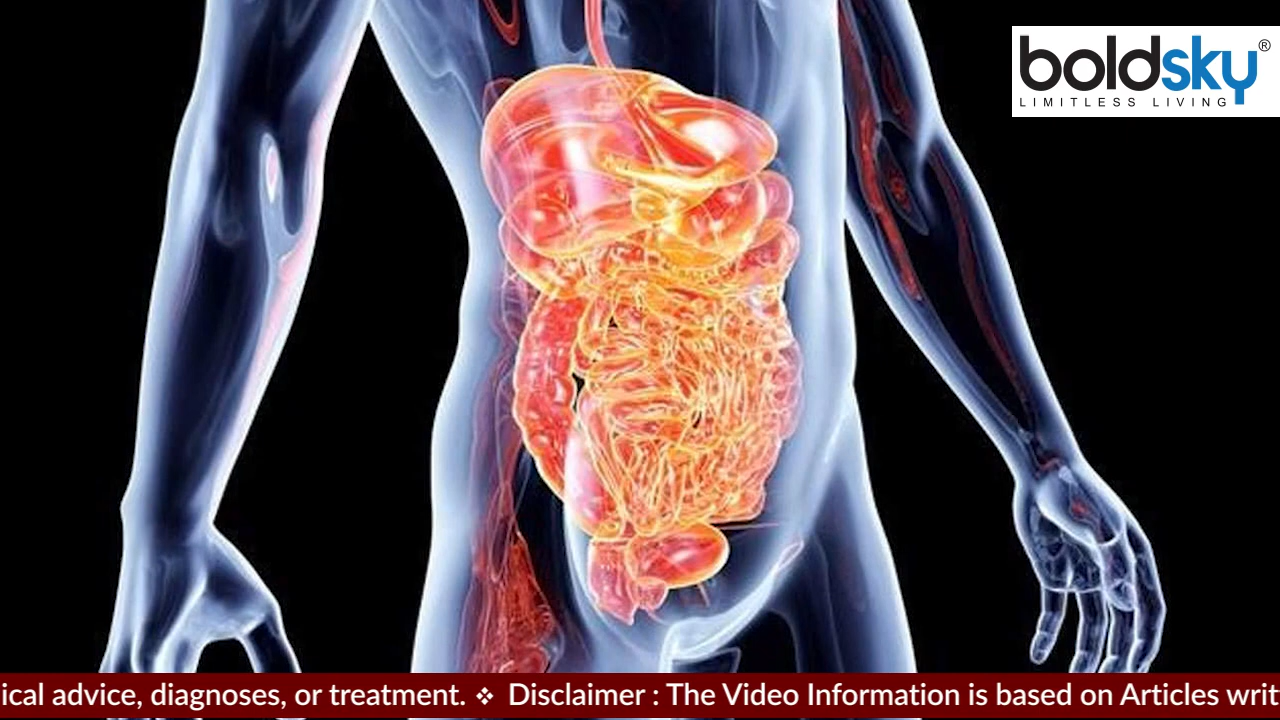 boldsky®
LIMITLESS LIVING
ical advice, diagnoses, or treatment. ❖ Disclaimer : The Video Information is based on Articles writ